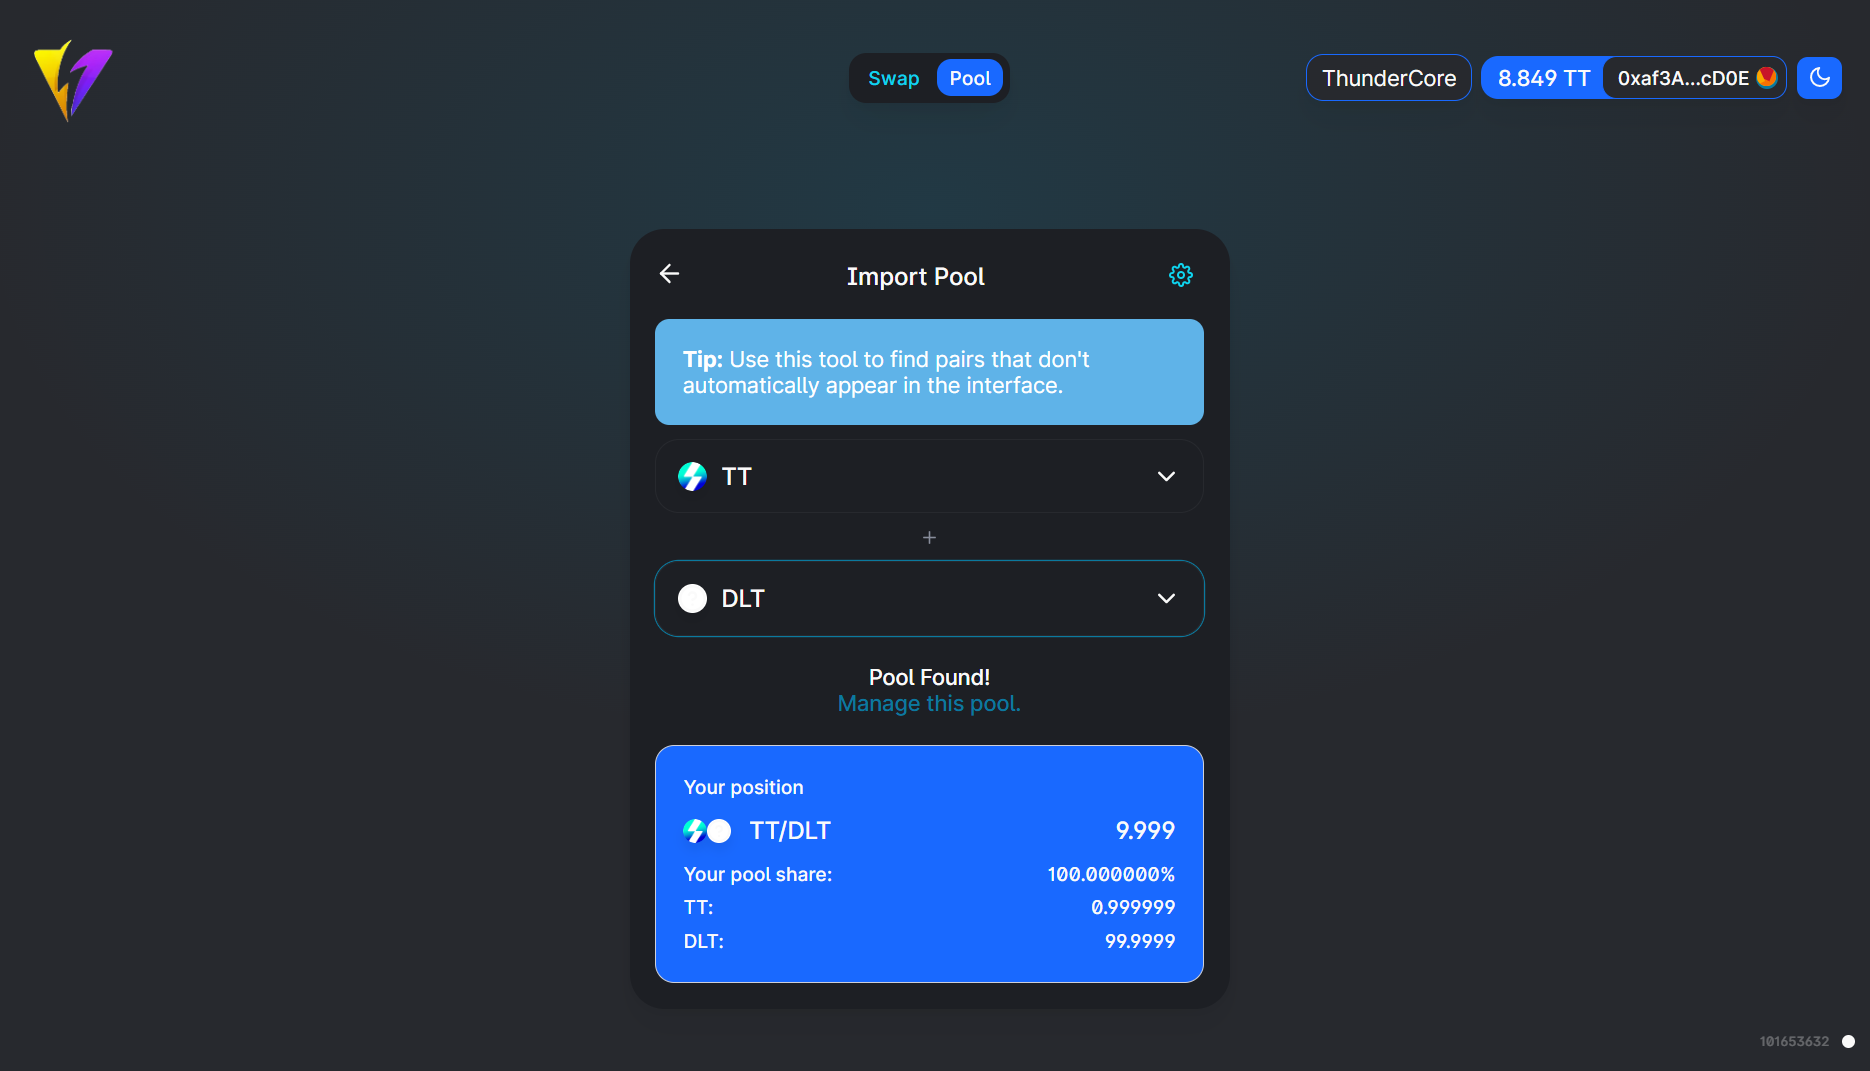 Swap
Pool
ThunderCore
8.849 TT
0xaf3A...cD0E
Import Pool
Tip: Use this tool to find pairs that don't
automatically appear in the interface.
TT
+
DLT
Pool Found!
Manage this pool.
Your position
TT/DLT 9.999
Your pool share: 100.000000%
TT: 0.999999
DLT: 99.9999
101653632